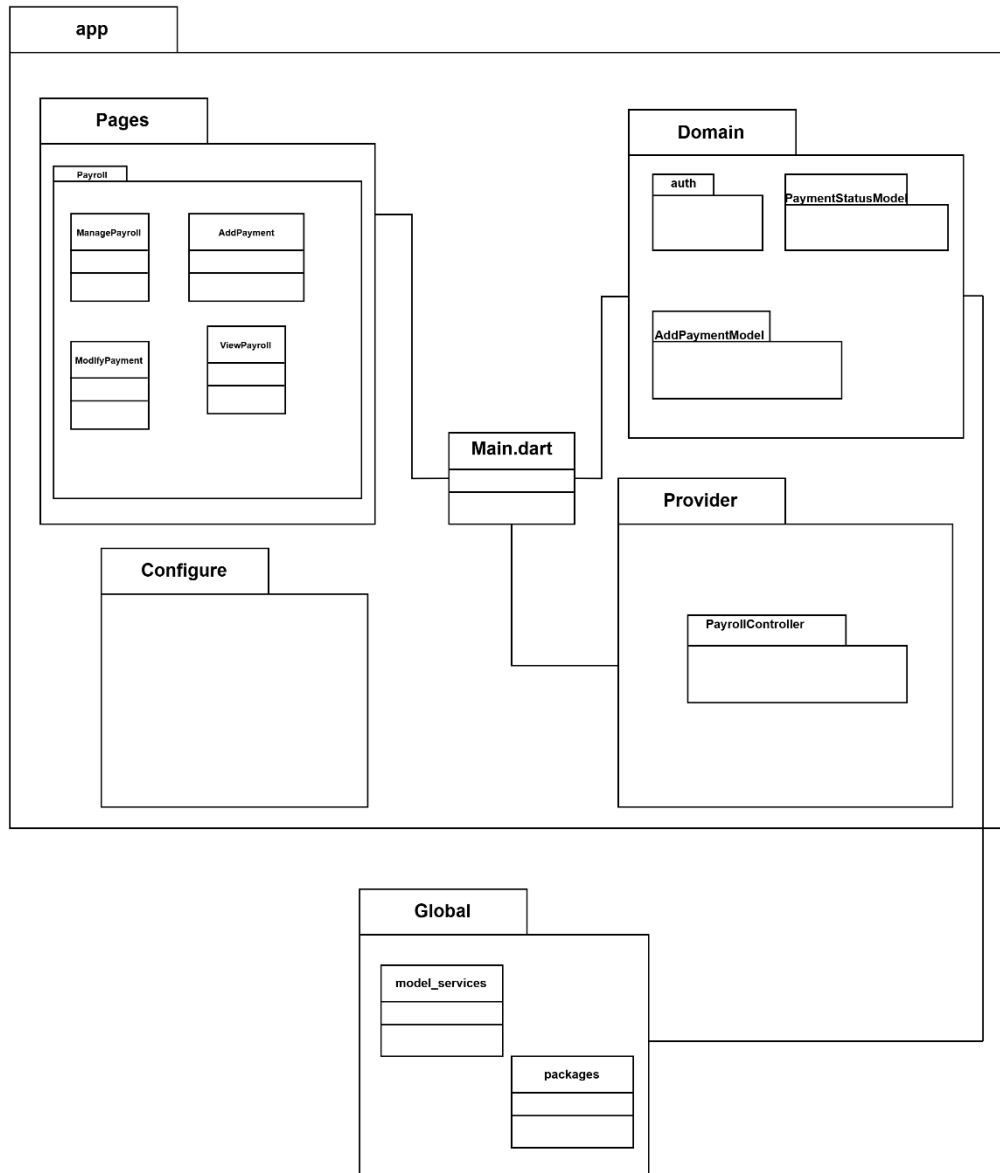 app
Pages
Domain
Payroll
auth
PaymentStatusModel
ManagePayroll
AddPayment
AddPaymentModel
ModifyPayment
ViewPayroll
Main.dart
Provider
Configure
PayrollController
Global
model_services
packages